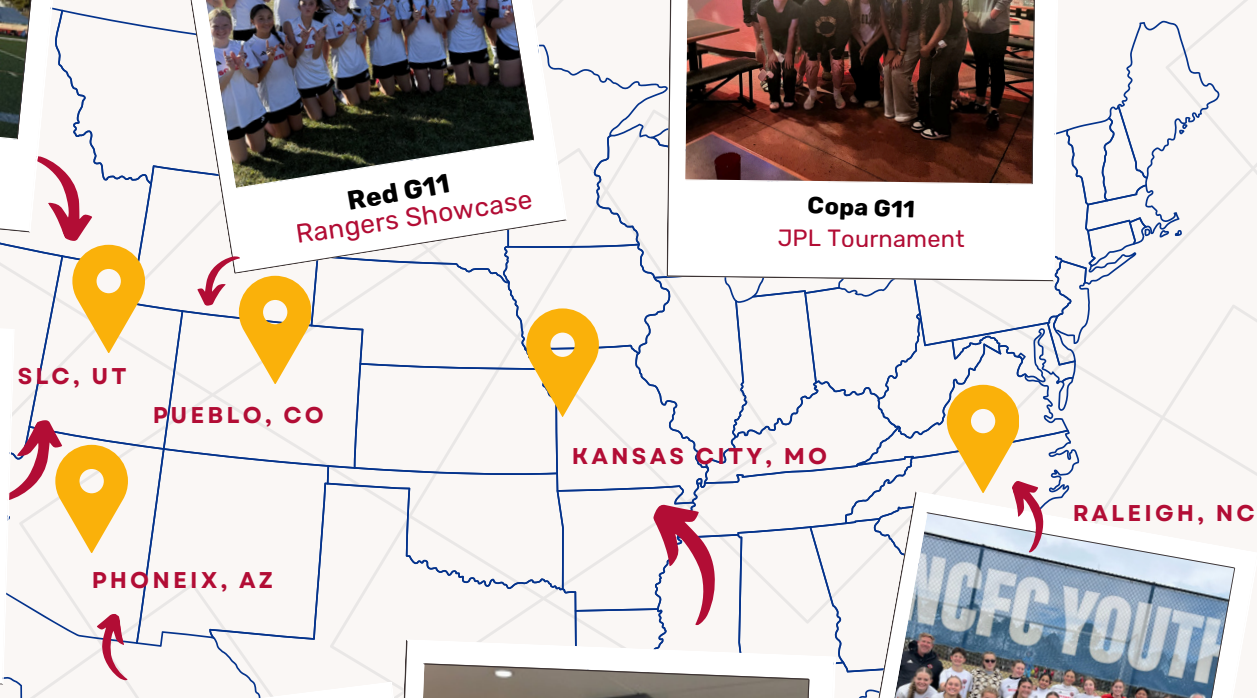 Red G11
Rangers Showcase
Copa G11
JPL Tournament
SLC, UT
PUEBLO, CO
KANSAS CITY, MO
RALEIGH, NC
PHONEIX, AZ
NCFC YOUTH